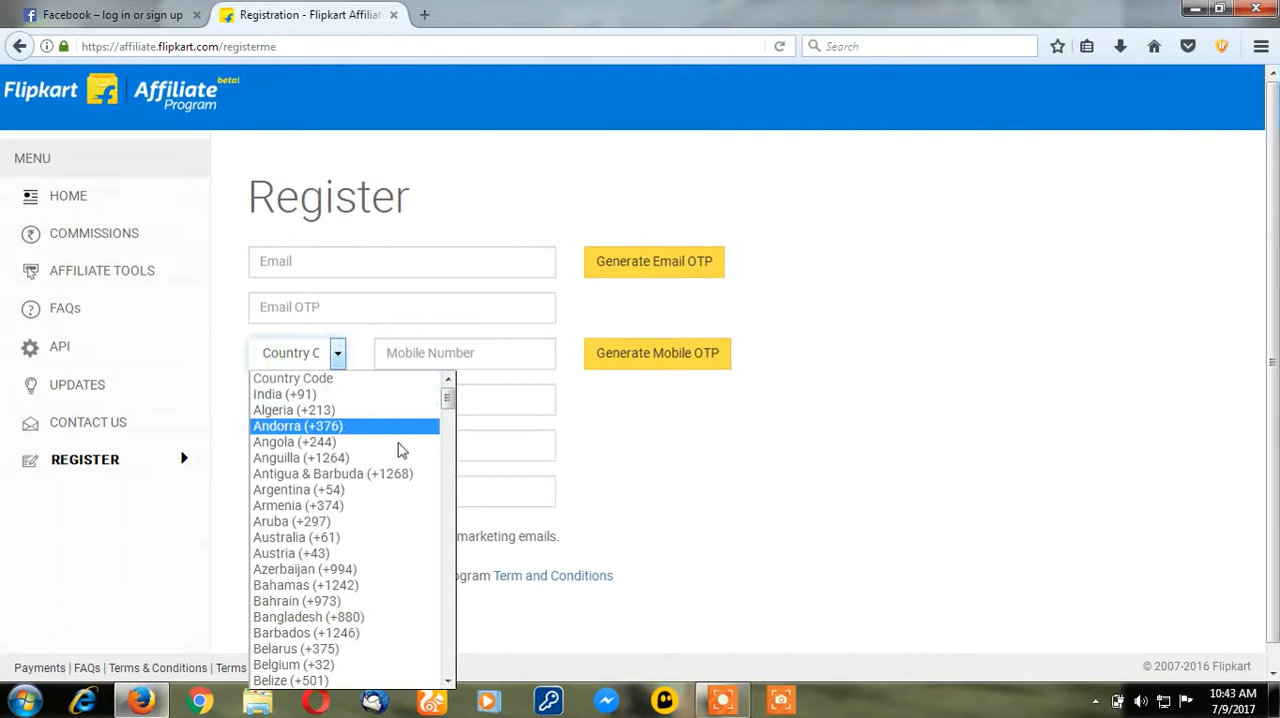 Facebook – log in or sign up
Registration - Flipkart Affiliat
https://affiliate.flipkart.com/registerme
Search
Flipkart
Affiliate
beta!
Program
MENU
HOME
COMMISSIONS
AFFILIATE TOOLS
FAQs
API
UPDATES
CONTACT US
REGISTER
Register
Email
Generate Email OTP
Email OTP
Country C
Mobile Number
Generate Mobile OTP
Country Code
India (+91)
Algeria (+213)
Andorra (+376)
Angola (+244)
Anguilla (+1264)
Antigua & Barbuda (+1268)
Argentina (+54)
Armenia (+374)
Aruba (+297)
Australia (+61)
Austria (+43)
Azerbaijan (+994)
Bahamas (+1242)
Bahrain (+973)
Bangladesh (+880)
Barbados (+1246)
Belarus (+375)
Belgium (+32)
Belize (+501)
marketing emails.
ogram Term and Conditions
Payments | FAQs | Terms & Conditions | Terms
© 2007-2016 Flipkart
10:43 AM
7/9/2017